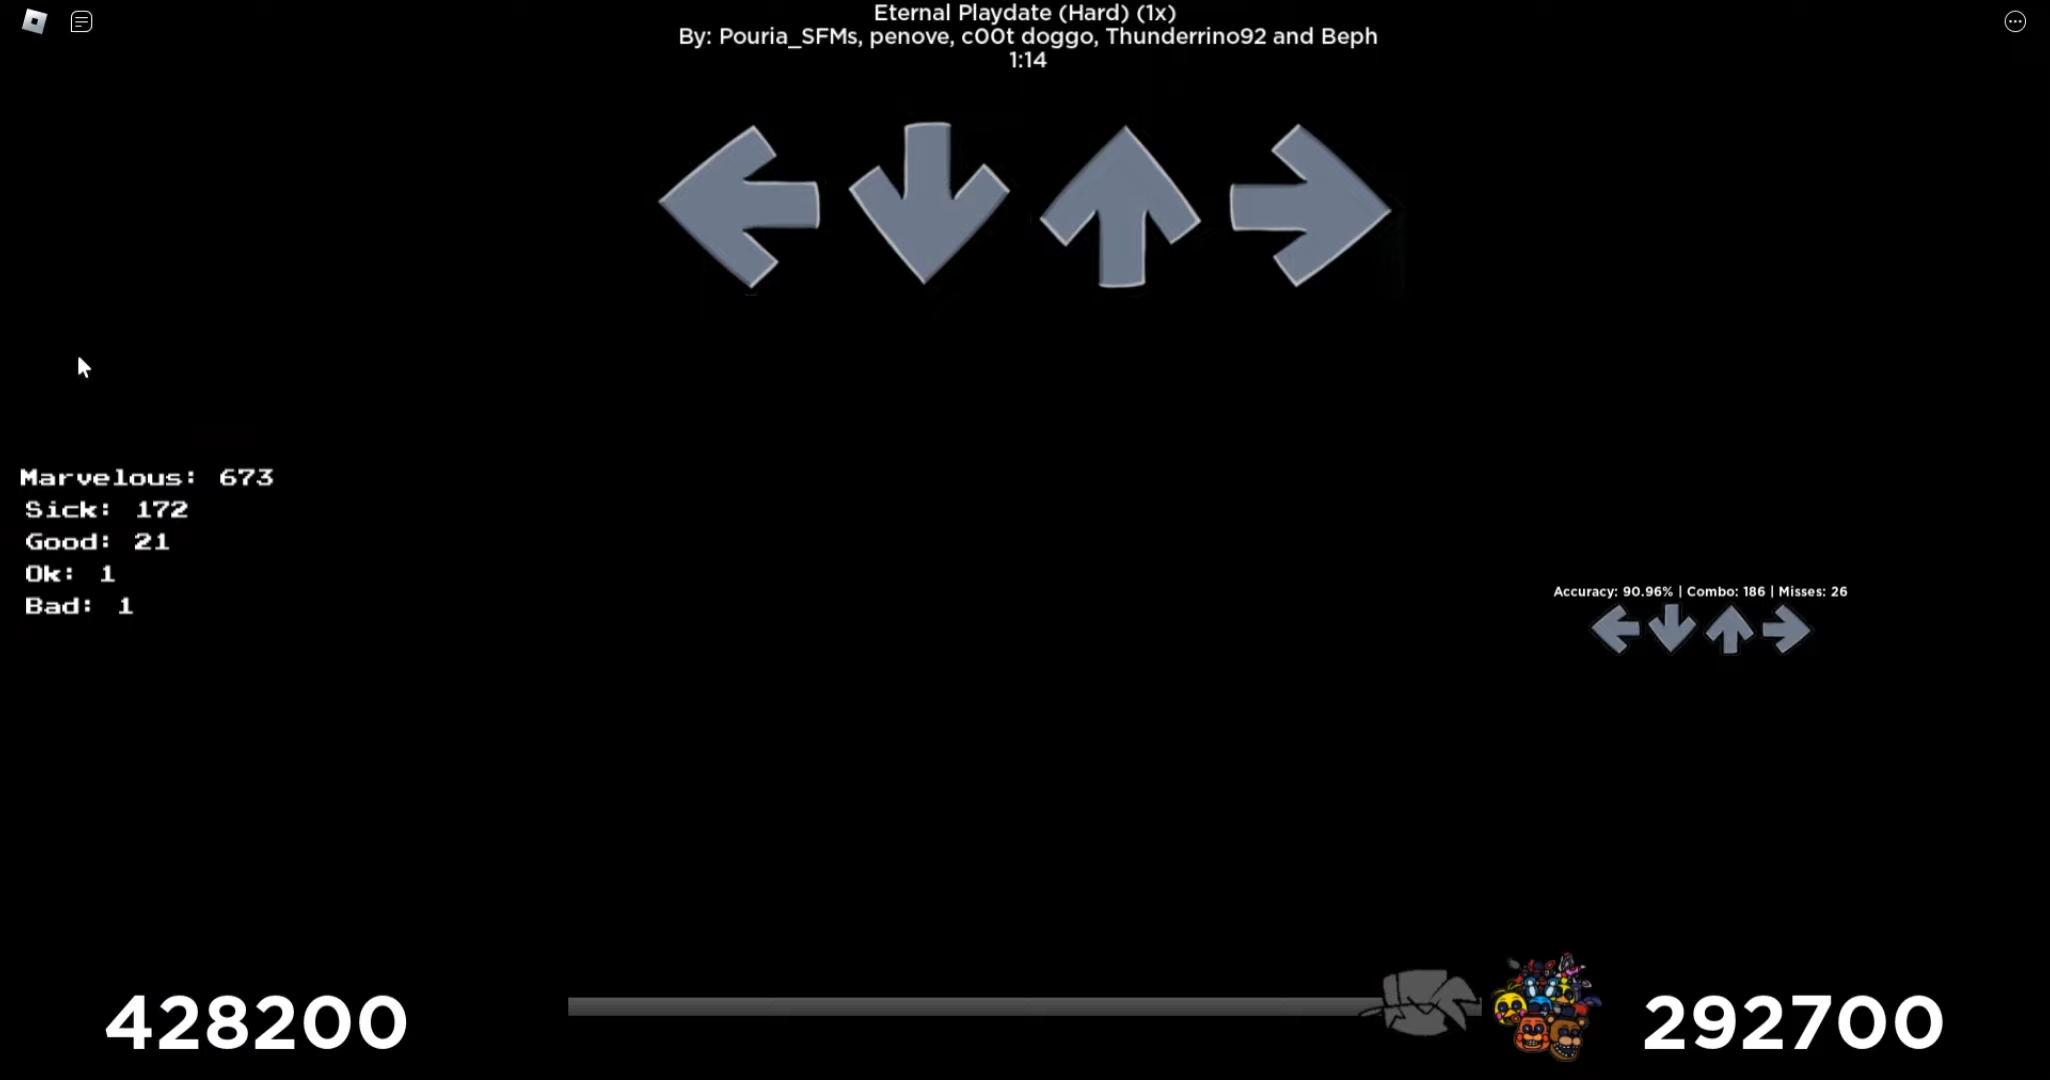 Eternal Playdate (Hard) (1x)
By: Pouria_SFMs, penove, c00t doggo, Thunderrino92 and Beph
1:14
Marvelous: 673
Sick: 172
Good: 21
Ok: 1
Bad: 1
Accuracy: 90.96% | Combo: 186 | Misses: 26
428200
292700